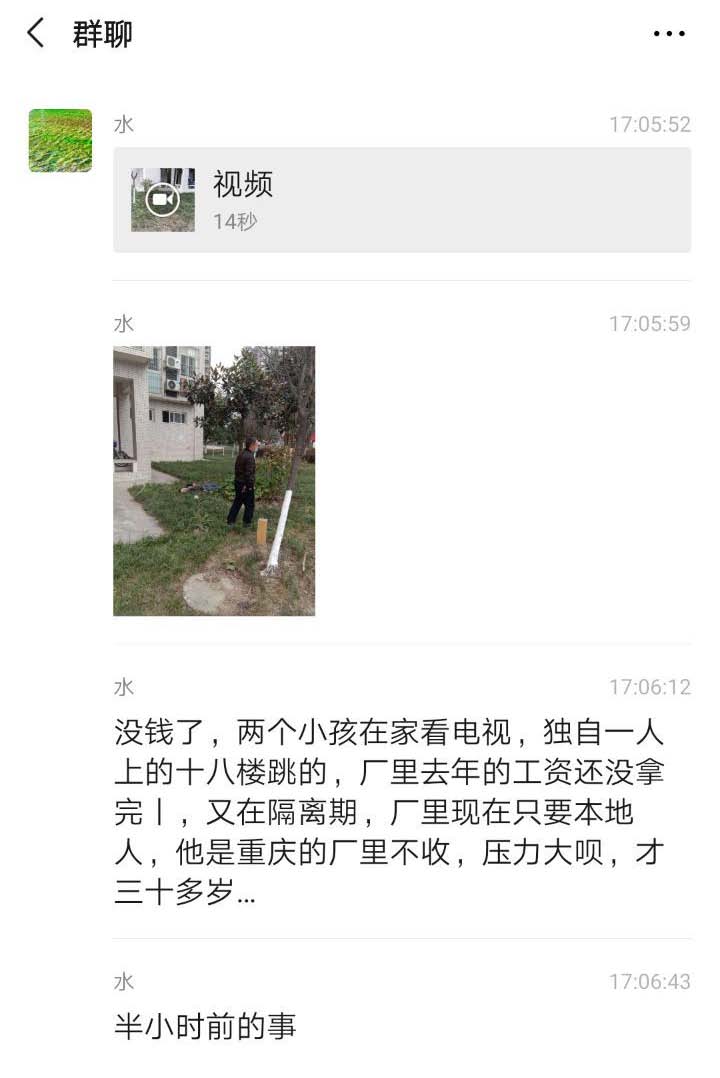 群聊
水
17:05:52
视频
14秒
水
17:05:59
水
17:06:12
没钱了，两个小孩在家看电视，独自一人
上的十八楼跳的，厂里去年的工资还没拿
完丨，又在隔离期，厂里现在只要本地
人，他是重庆的厂里不收，压力大呗，才
三十多岁...
水
17:06:43
半小时前的事